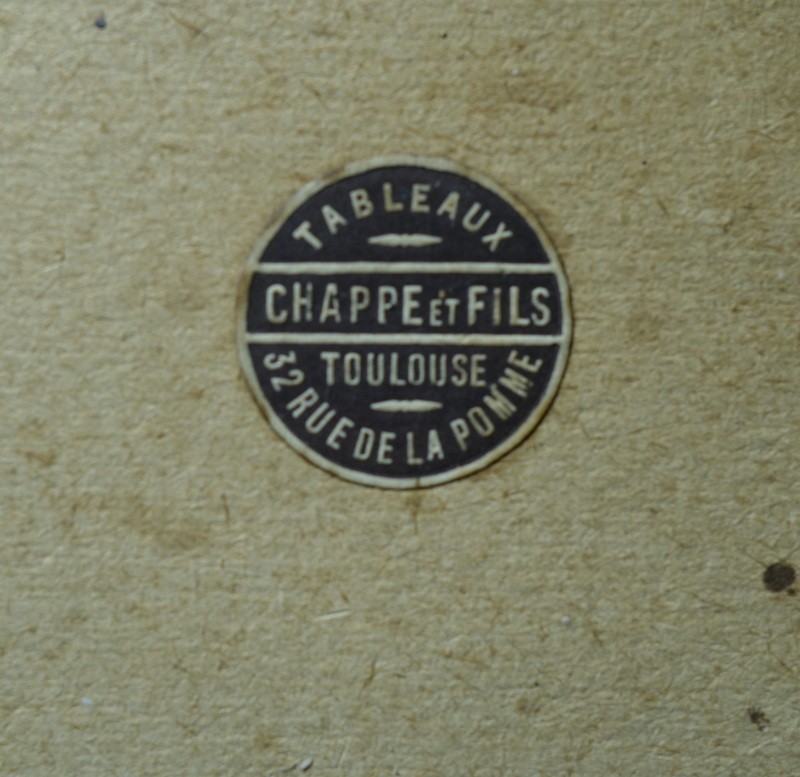 TABLEAUX
CHAPPE ET FILS
TOULOUSE
32 RUE DE LA POMME